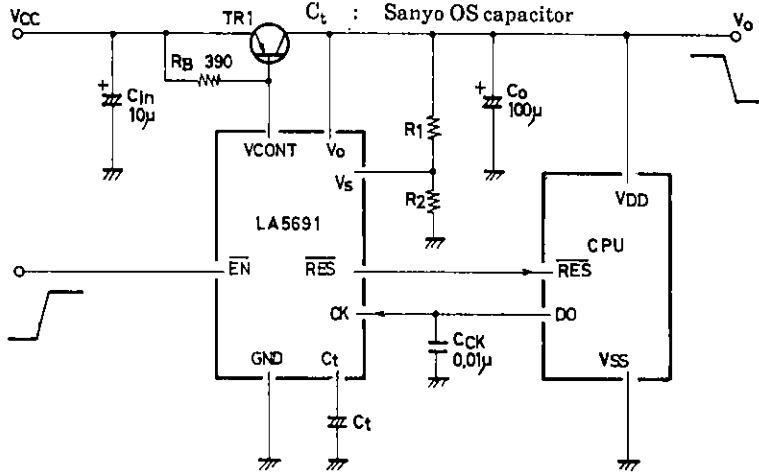 VCC
TR1
Ct : Sanyo OS capacitor
Vo
RB 390
+
Cin
10μ
+
Co
100μ
R1
VCONT
Vo
Vs
R2
VDD
LA5691
CPU
EN
RES
RES
CK
DO
CCK
0,01μ
GND
Ct
VSS
Ct